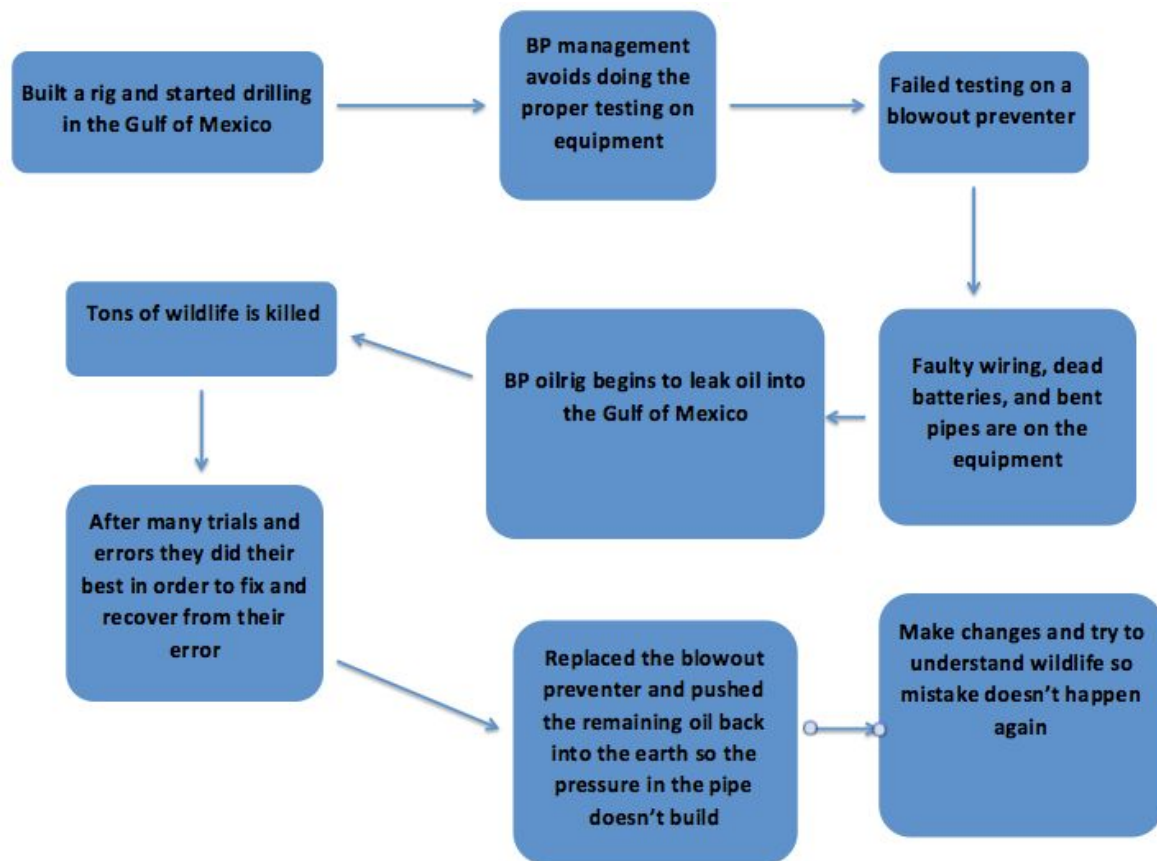 Built a rig and started drilling
in the Gulf of Mexico
BP management
avoids doing the
proper testing on
equipment
Failed testing on a
blowout preventer
Faulty wiring, dead
batteries, and bent
pipes are on the
equipment
BP oilrig begins to leak oil into
the Gulf of Mexico
Tons of wildlife is killed
After many trials and
errors they did their
best in order to fix and
recover from their
error
Replaced the blowout
preventer and pushed
the remaining oil back
into the earth so the
pressure in the pipe
doesn't build
Make changes and try to
understand wildlife so
mistake doesn't happen
again